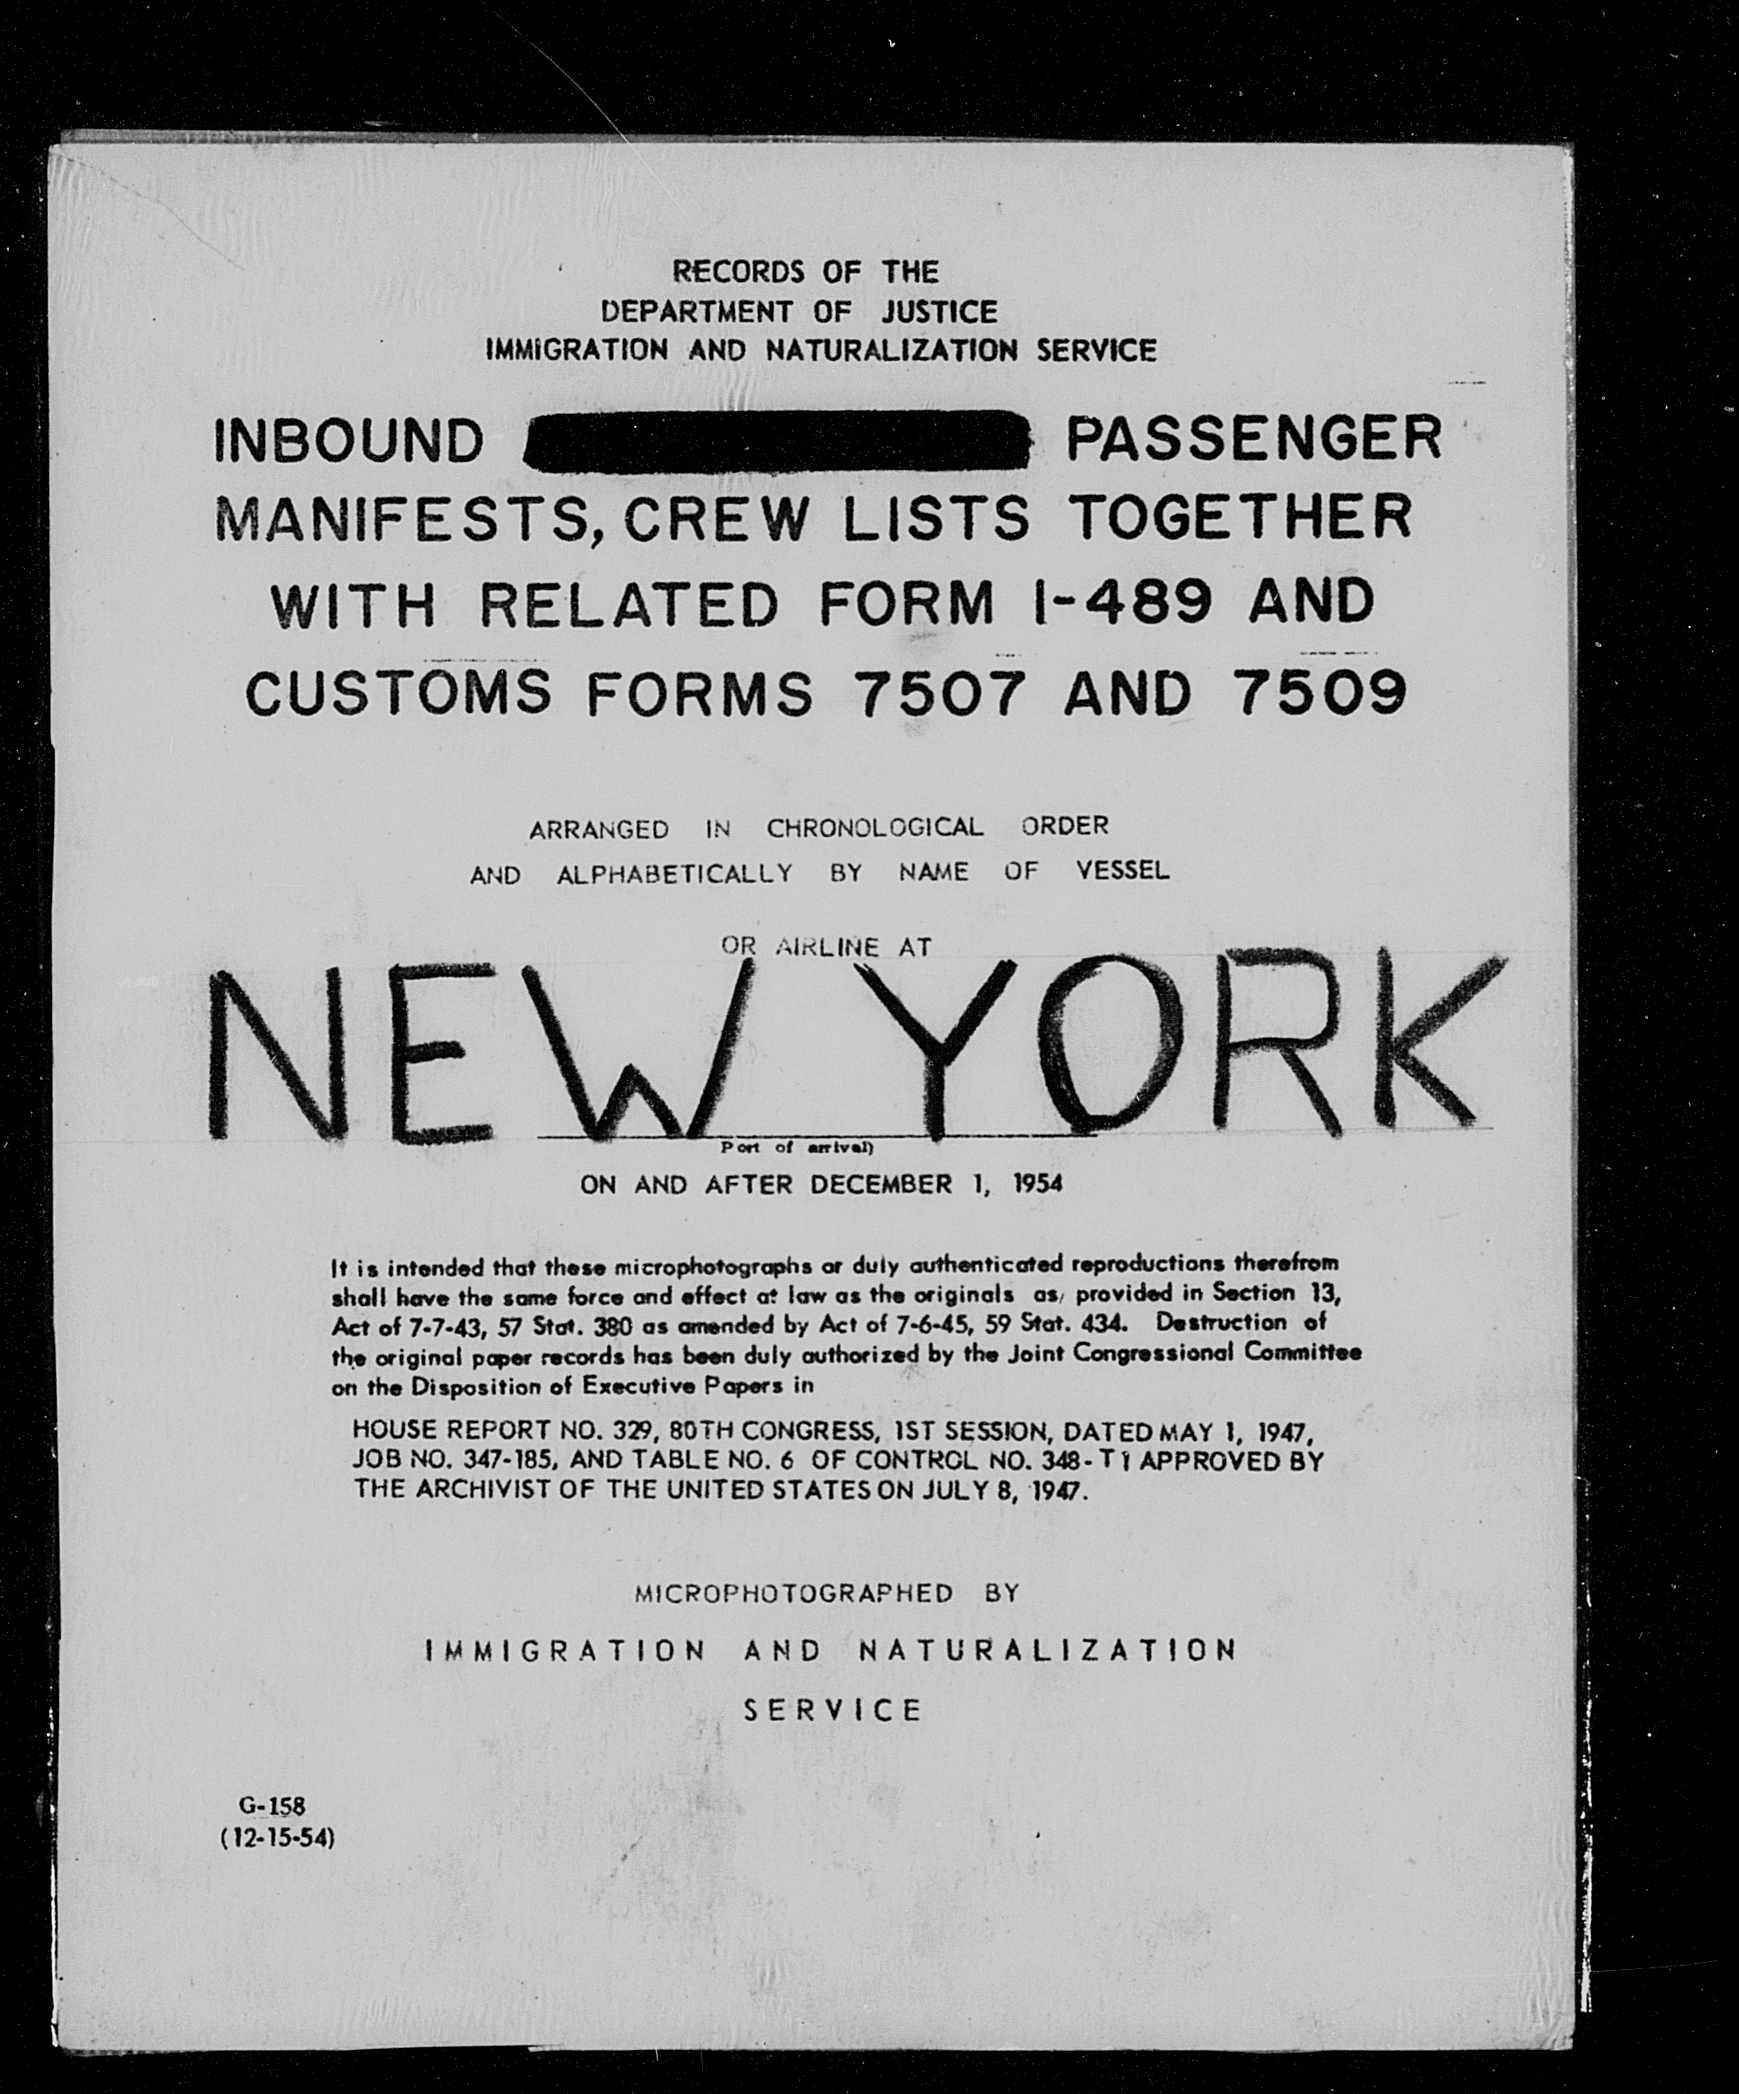 RECORDS OF THE
DEPARTMENT OF JUSTICE
IMMIGRATION AND NATURALIZATION SERVICE
INBOUND PASSENGER
MANIFESTS, CREW LISTS TOGETHER
WITH RELATED FORM I-489 AND
CUSTOMS FORMS 7507 AND 7509
ARRANGED IN CHRONOLOGICAL ORDER
AND ALPHABETICALLY BY NAME OF VESSEL
OR AIRLINE AT
NEW YORK
Port of arrival)
ON AND AFTER DECEMBER 1, 1954
It is intended that these microphotographs or duly authenticated reproductions therefrom
shall have the same force and effect at law as the originals as, provided in Section 13,
Act of 7-7-43, 57 Stat. 380 as amended by Act of 7-6-45, 59 Stat. 434. Destruction of
the original paper records has been duly authorized by the Joint Congressional Committee
on the Disposition of Executive Papers in
HOUSE REPORT NO. 329, 80TH CONGRESS, 1ST SESSION, DATED MAY 1, 1947,
JOB NO. 347-185, AND TABLE NO. 6 OF CONTROL NO. 348-T1 APPROVED BY
THE ARCHIVIST OF THE UNITED STATES ON JULY 8, 1947.
MICROPHOTOGRAPHED BY
IMMIGRATION AND NATURALIZATION
SERVICE
G-158
(12-15-54)